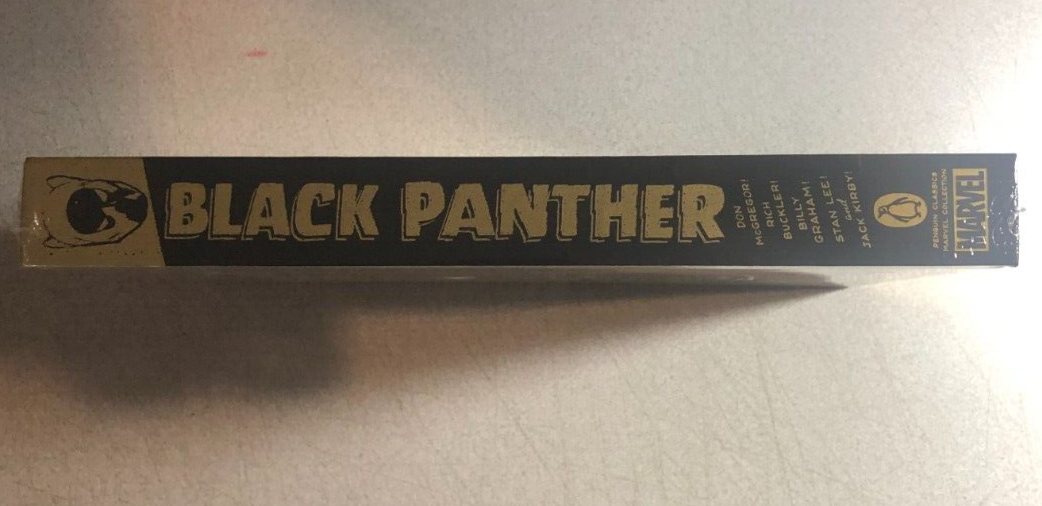 BLACK PANTHER
DON
McGREGOR!
RICH
BUCKLER!
BILLY
GRAHAM!
STAN LEE!
and
JACK KIRBY!
PENGUIN CLASSICS
MARVEL COLLECTION
MARVEL